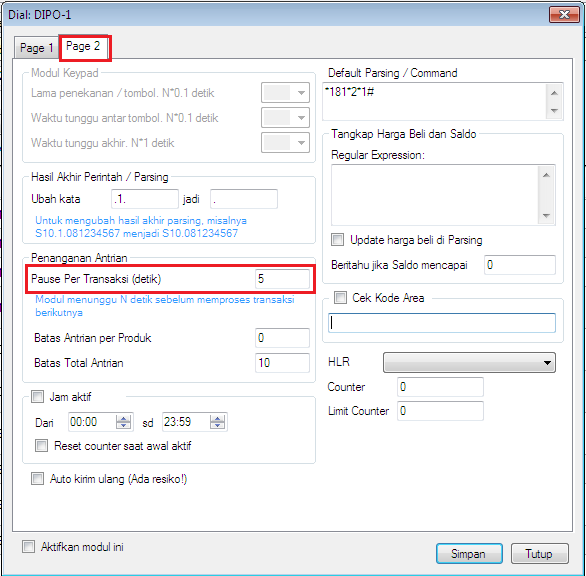 Dial: DIPO-1
Page 1
Page 2
Modul Keypad
Lama penekanan / tombol. N*0.1 detik
Waktu tunggu antar tombol. N*0.1 detik
Waktu tunggu akhir. N*1 detik
Hasil Akhir Perintah / Parsing
Ubah kata .1. jadi .
Untuk mengubah hasil akhir parsing, misalnya
S10.1.081234567 menjadi S10.081234567
Penanganan Antrian
Pause Per Transaksi (detik) 5
Modul menunggu N detik sebelum memproses transaksi
berikutnya
Batas Antrian per Produk 0
Batas Total Antrian 10
Jam aktif
Dari 00:00 sd 23:59
Reset counter saat awal aktif
Auto kirim ulang (Ada resiko!)
Default Parsing / Command
*181*2*1#
Tangkap Harga Beli dan Saldo
Regular Expression:
Update harga beli di Parsing
Beritahu jika Saldo mencapai 0
Cek Kode Area
HLR
Counter 0
Limit Counter 0
Aktifkan modul ini
Simpan
Tutup